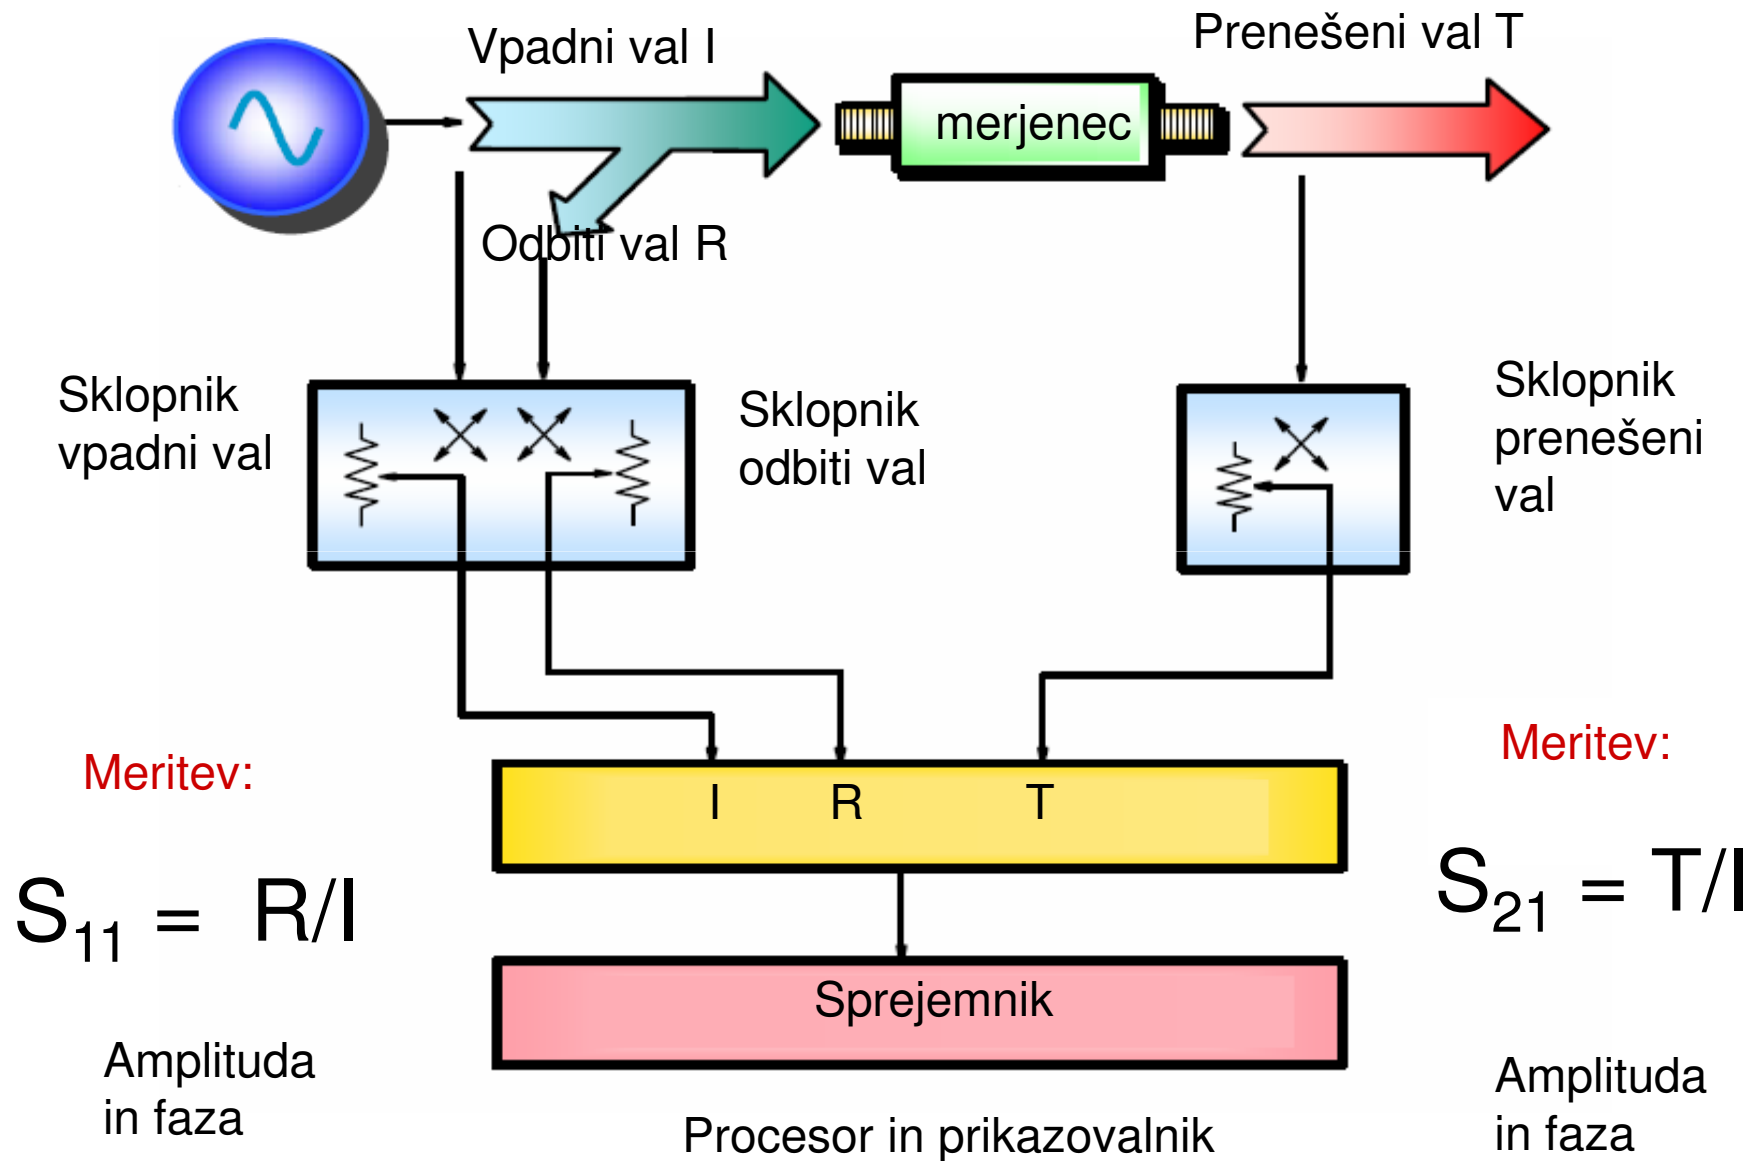 Vpadni val I
Prenešeni val T
merjenec
Odbiti val R
Sklopnik
vpadni val
Sklopnik
odbiti val
Sklopnik
prenešeni
val
Meritev:
Meritev:
I R T
S11 = R/I
S21 = T/I
Sprejemnik
Amplituda
in faza
Amplituda
in faza
Procesor in prikazovalnik